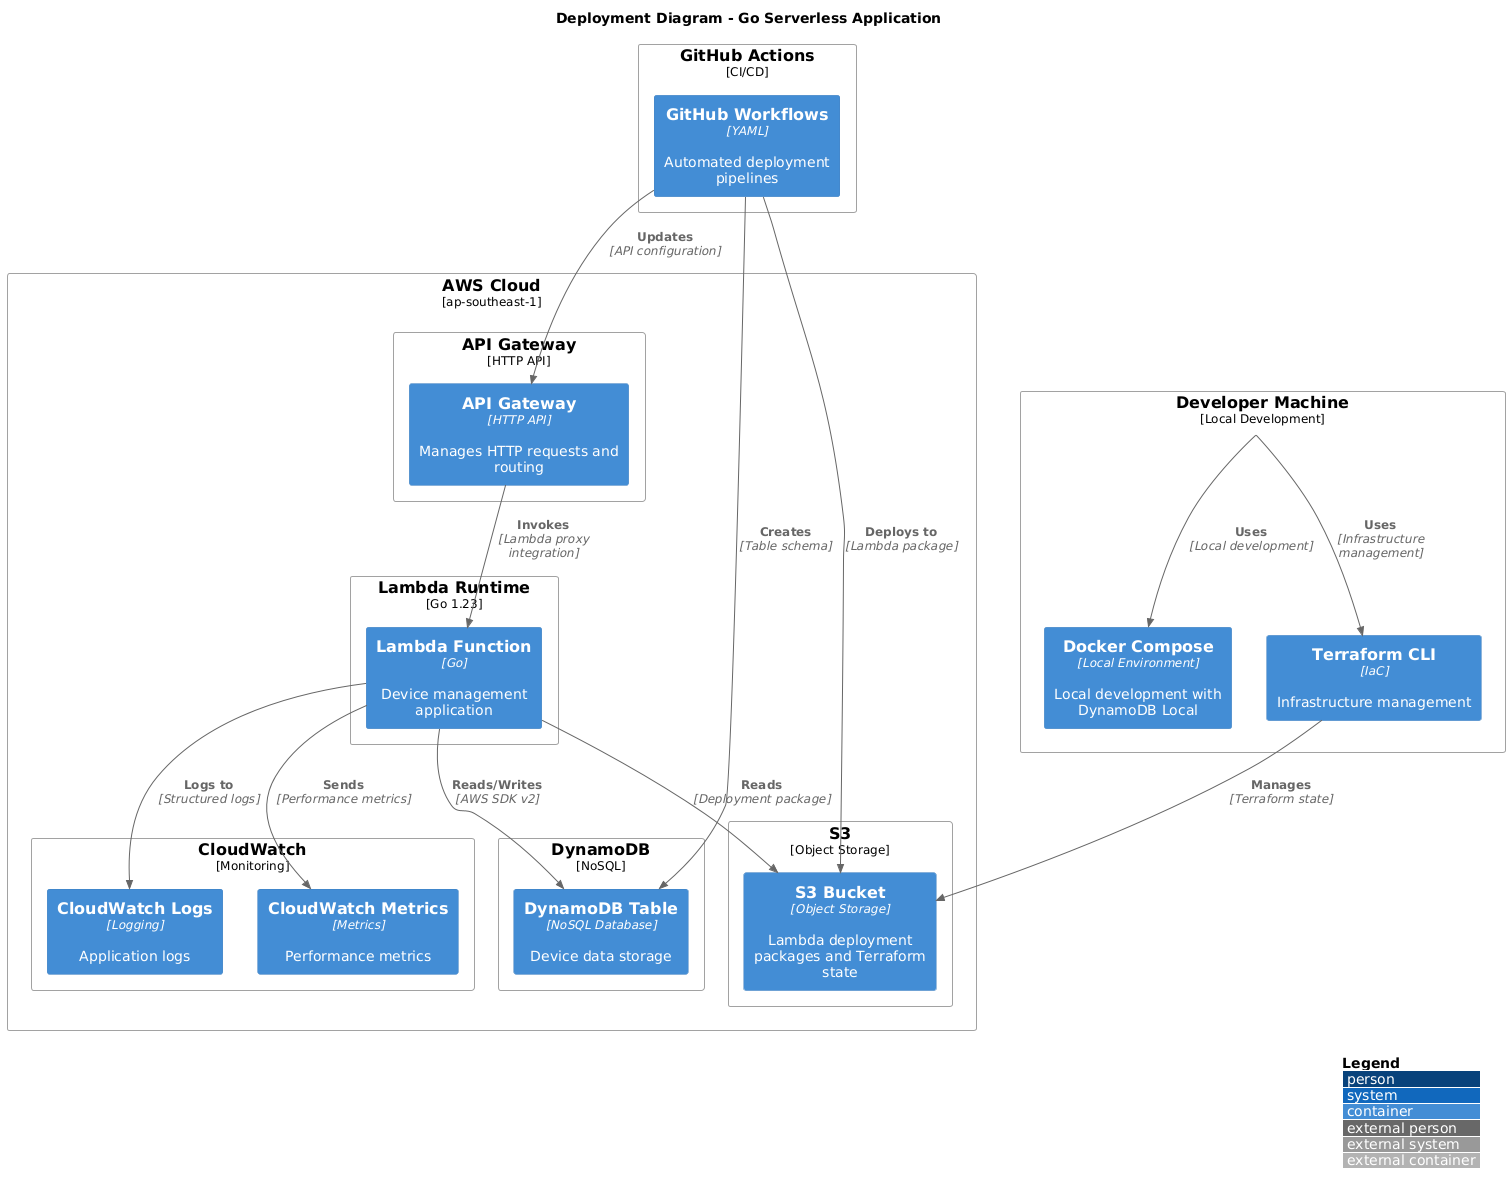 Deployment Diagram - Go Serverless Application
GitHub Actions
[CI/CD]
GitHub Workflows
[YAML]
Automated deployment
pipelines
Updates
[API configuration]
AWS Cloud
[ap-southeast-1]
API Gateway
[HTTP API]
API Gateway
[HTTP API]
Manages HTTP requests and
routing
Developer Machine
[Local Development]
Invokes
[Lambda proxy
integration]
Creates
[Table schema]
Deploys to
[Lambda package]
Uses
[Local development]
Uses
[Infrastructure
management]
Lambda Runtime
[Go 1.23]
Lambda Function
[Go]
Device management
application
Docker Compose
[Local Environment]
Local development with
DynamoDB Local
Terraform CLI
[IaC]
Infrastructure management
Logs to
[Structured logs]
Sends
[Performance metrics]
Reads/Writes
[AWS SDK v2]
Reads
[Deployment package]
Manages
[Terraform state]
CloudWatch
[Monitoring]
CloudWatch Logs
[Logging]
Application logs
CloudWatch Metrics
[Metrics]
Performance metrics
DynamoDB
[NoSQL]
DynamoDB Table
[NoSQL Database]
Device data storage
S3
[Object Storage]
S3 Bucket
[Object Storage]
Lambda deployment
packages and Terraform
state
Legend
person
system
container
external person
external system
external container